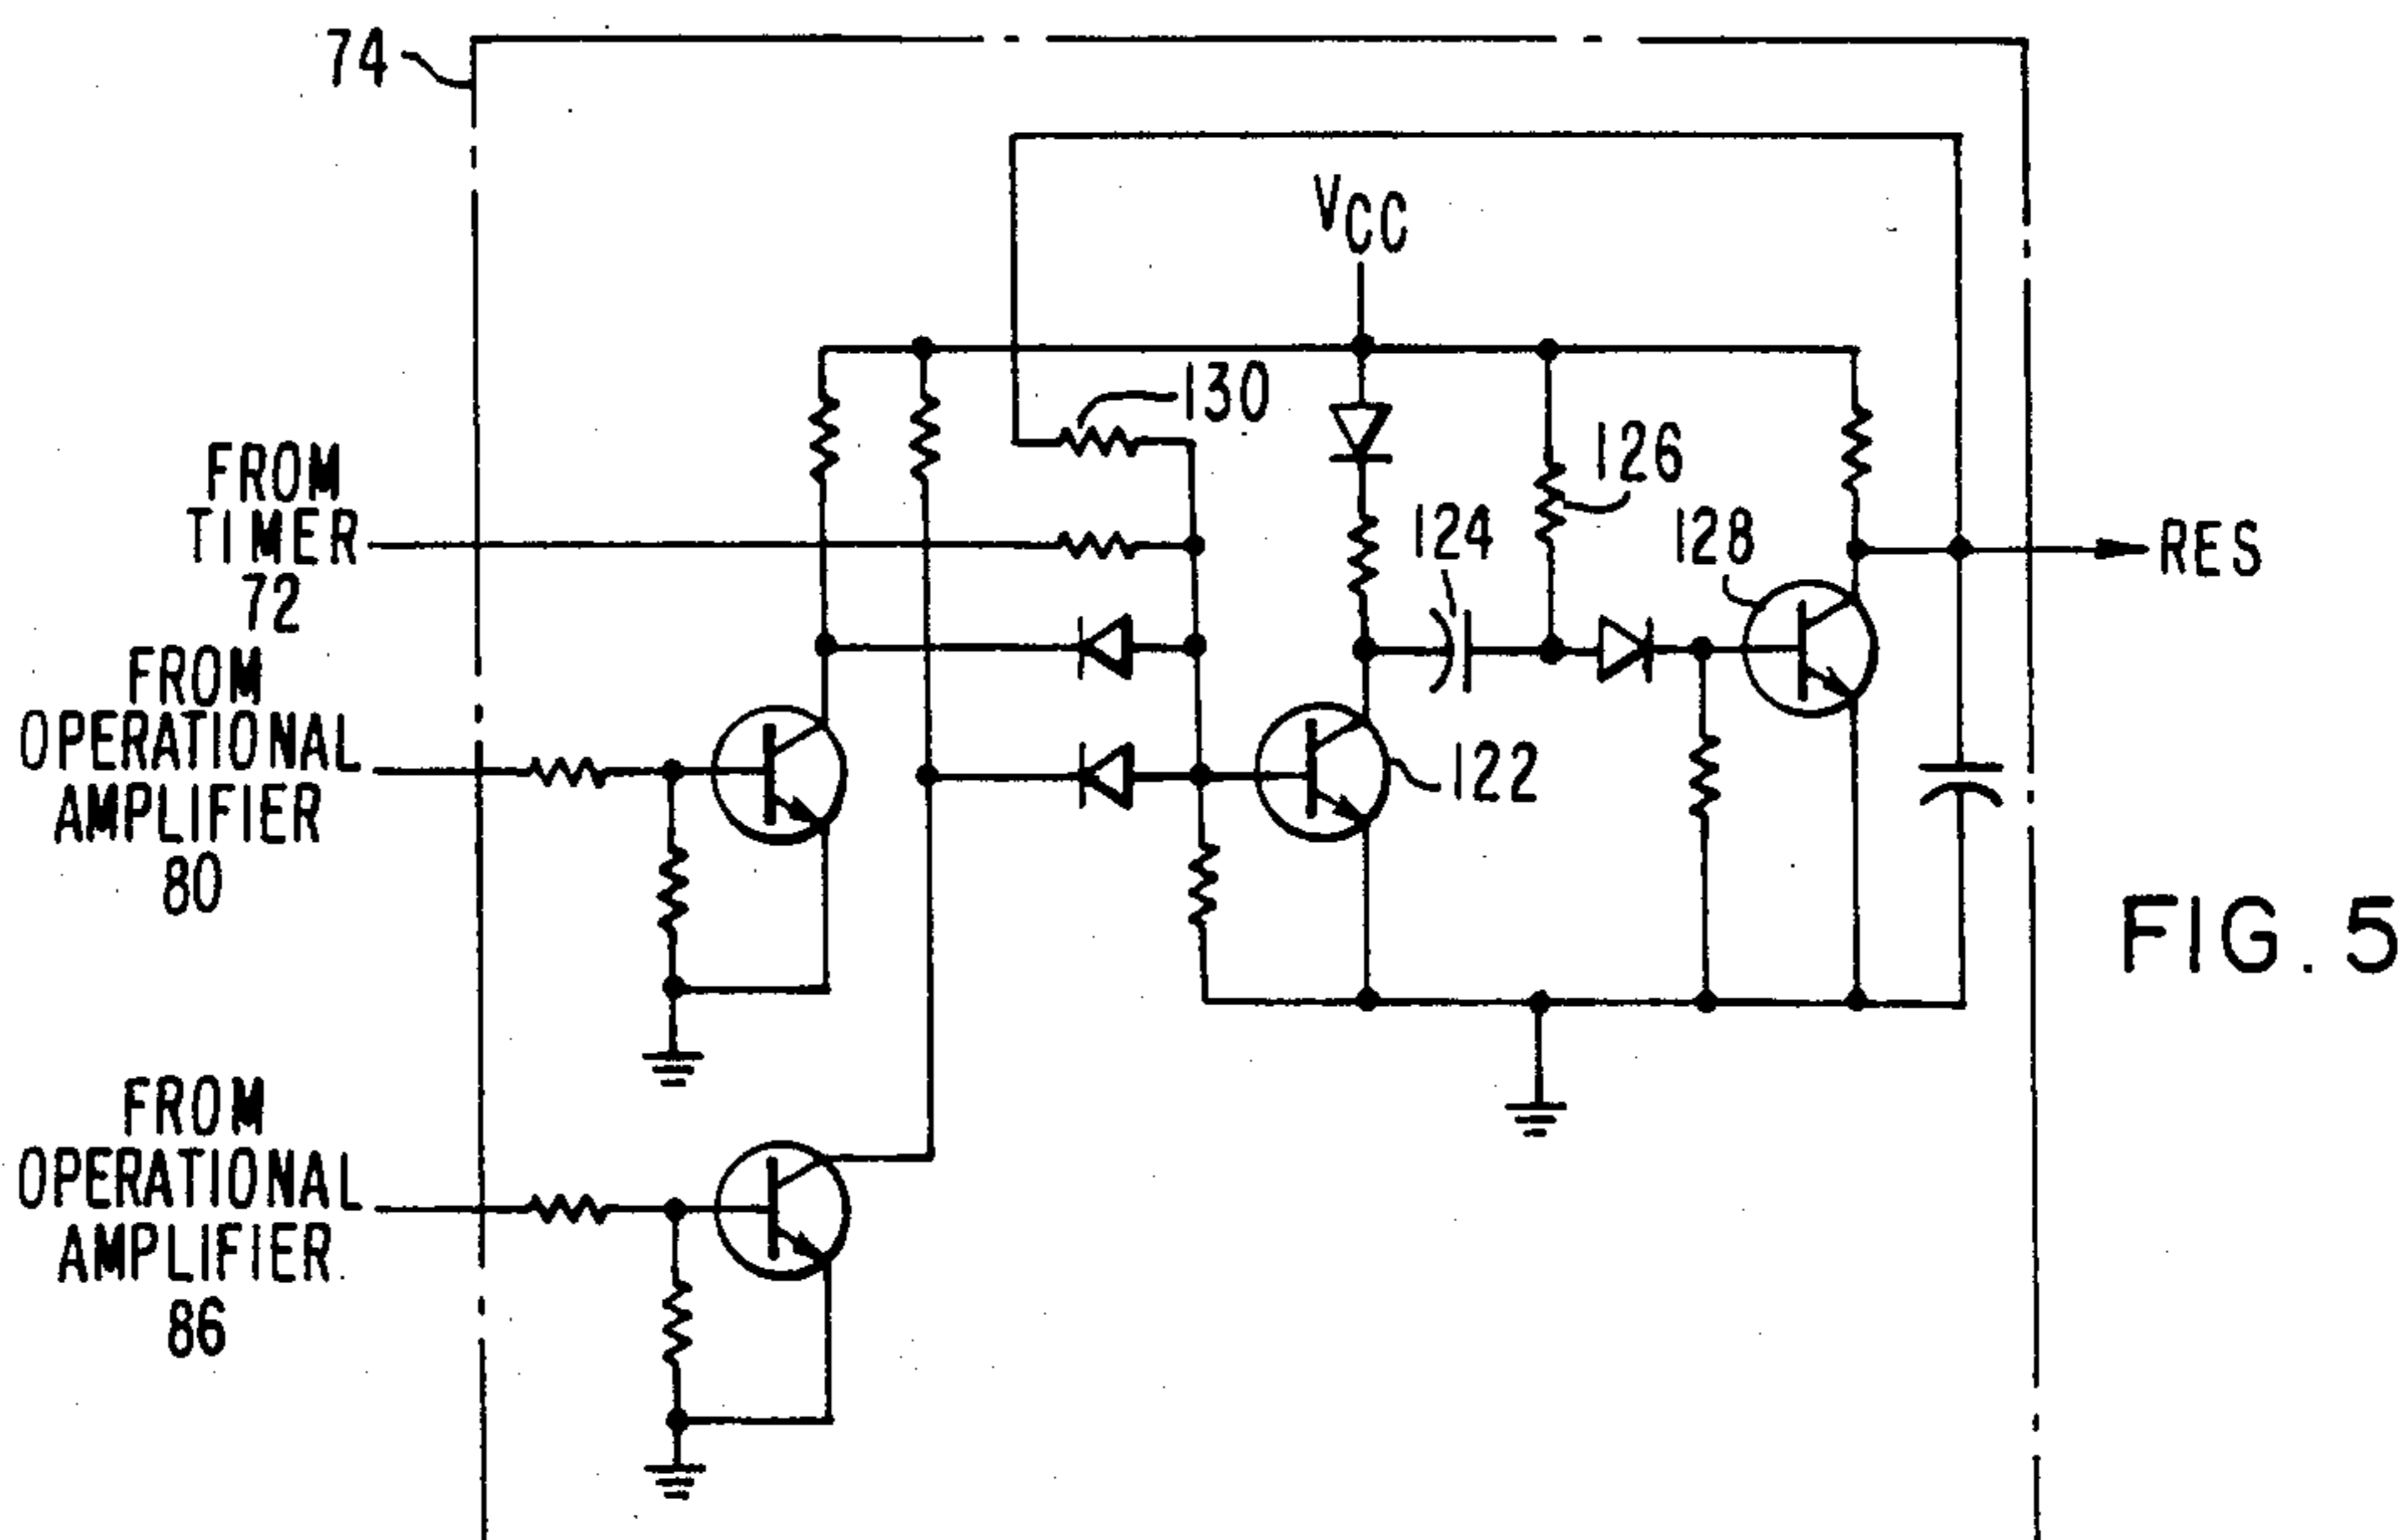 74
VCC
130
126
124
128
FROM
TIMER
72
RES
FROM
OPERATIONAL
AMPLIFIER
80
122
FIG. 5
FROM
OPERATIONAL
AMPLIFIER
86